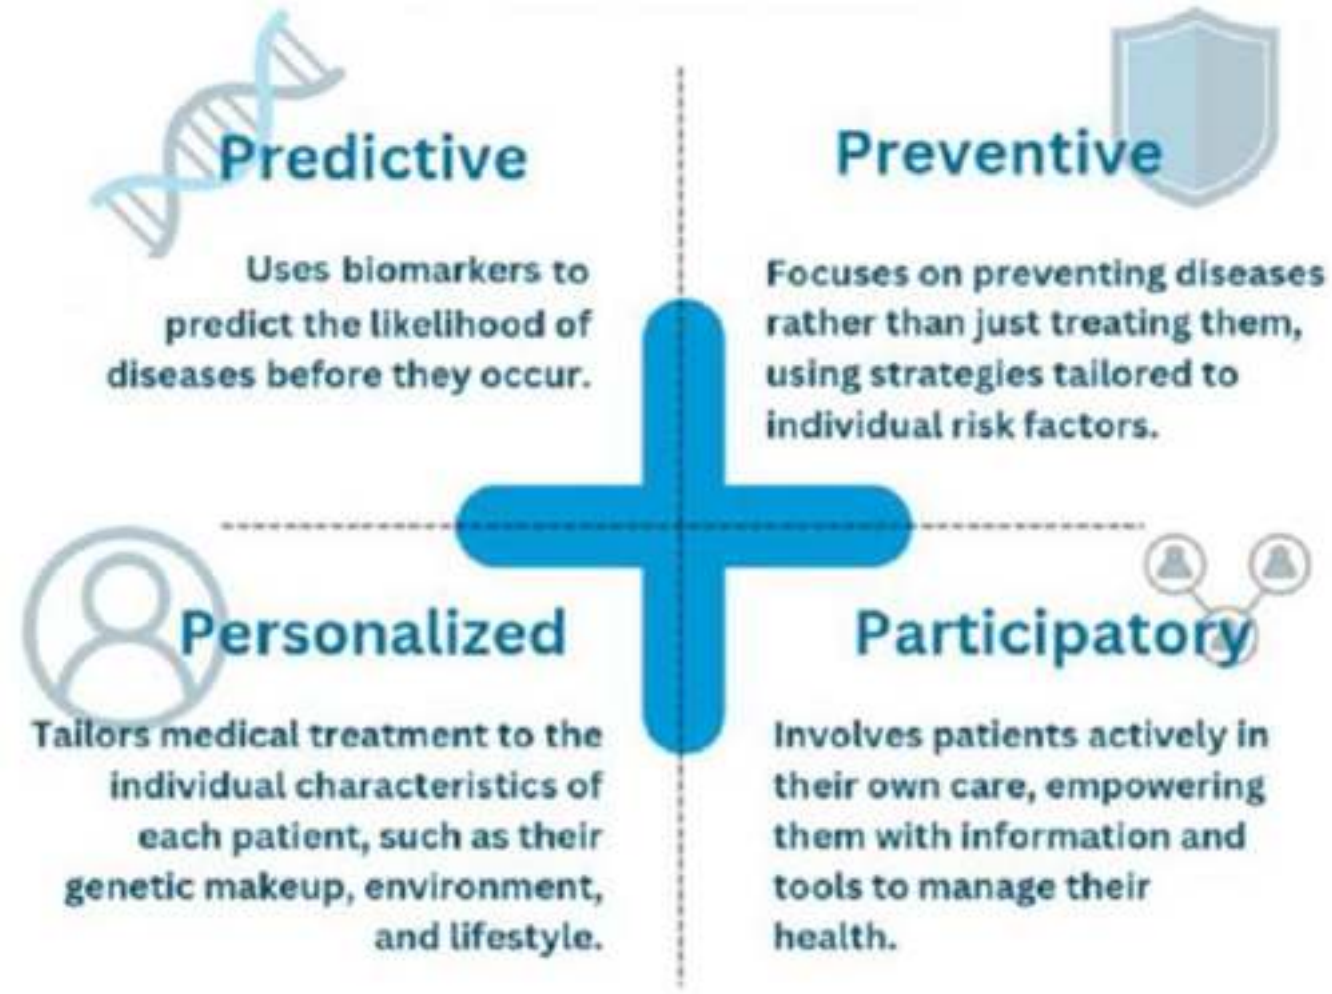 Predictive
Uses biomarkers to
predict the likelihood of
diseases before they occur.
Preventive
Focuses on preventing diseases
rather than just treating them,
using strategies tailored to
individual risk factors.
Personalized
Tailors medical treatment to the
individual characteristics of
each patient, such as their
genetic makeup, environment,
and lifestyle.
Participatory
Involves patients actively in
their own care, empowering
them with information and
tools to manage their
health.